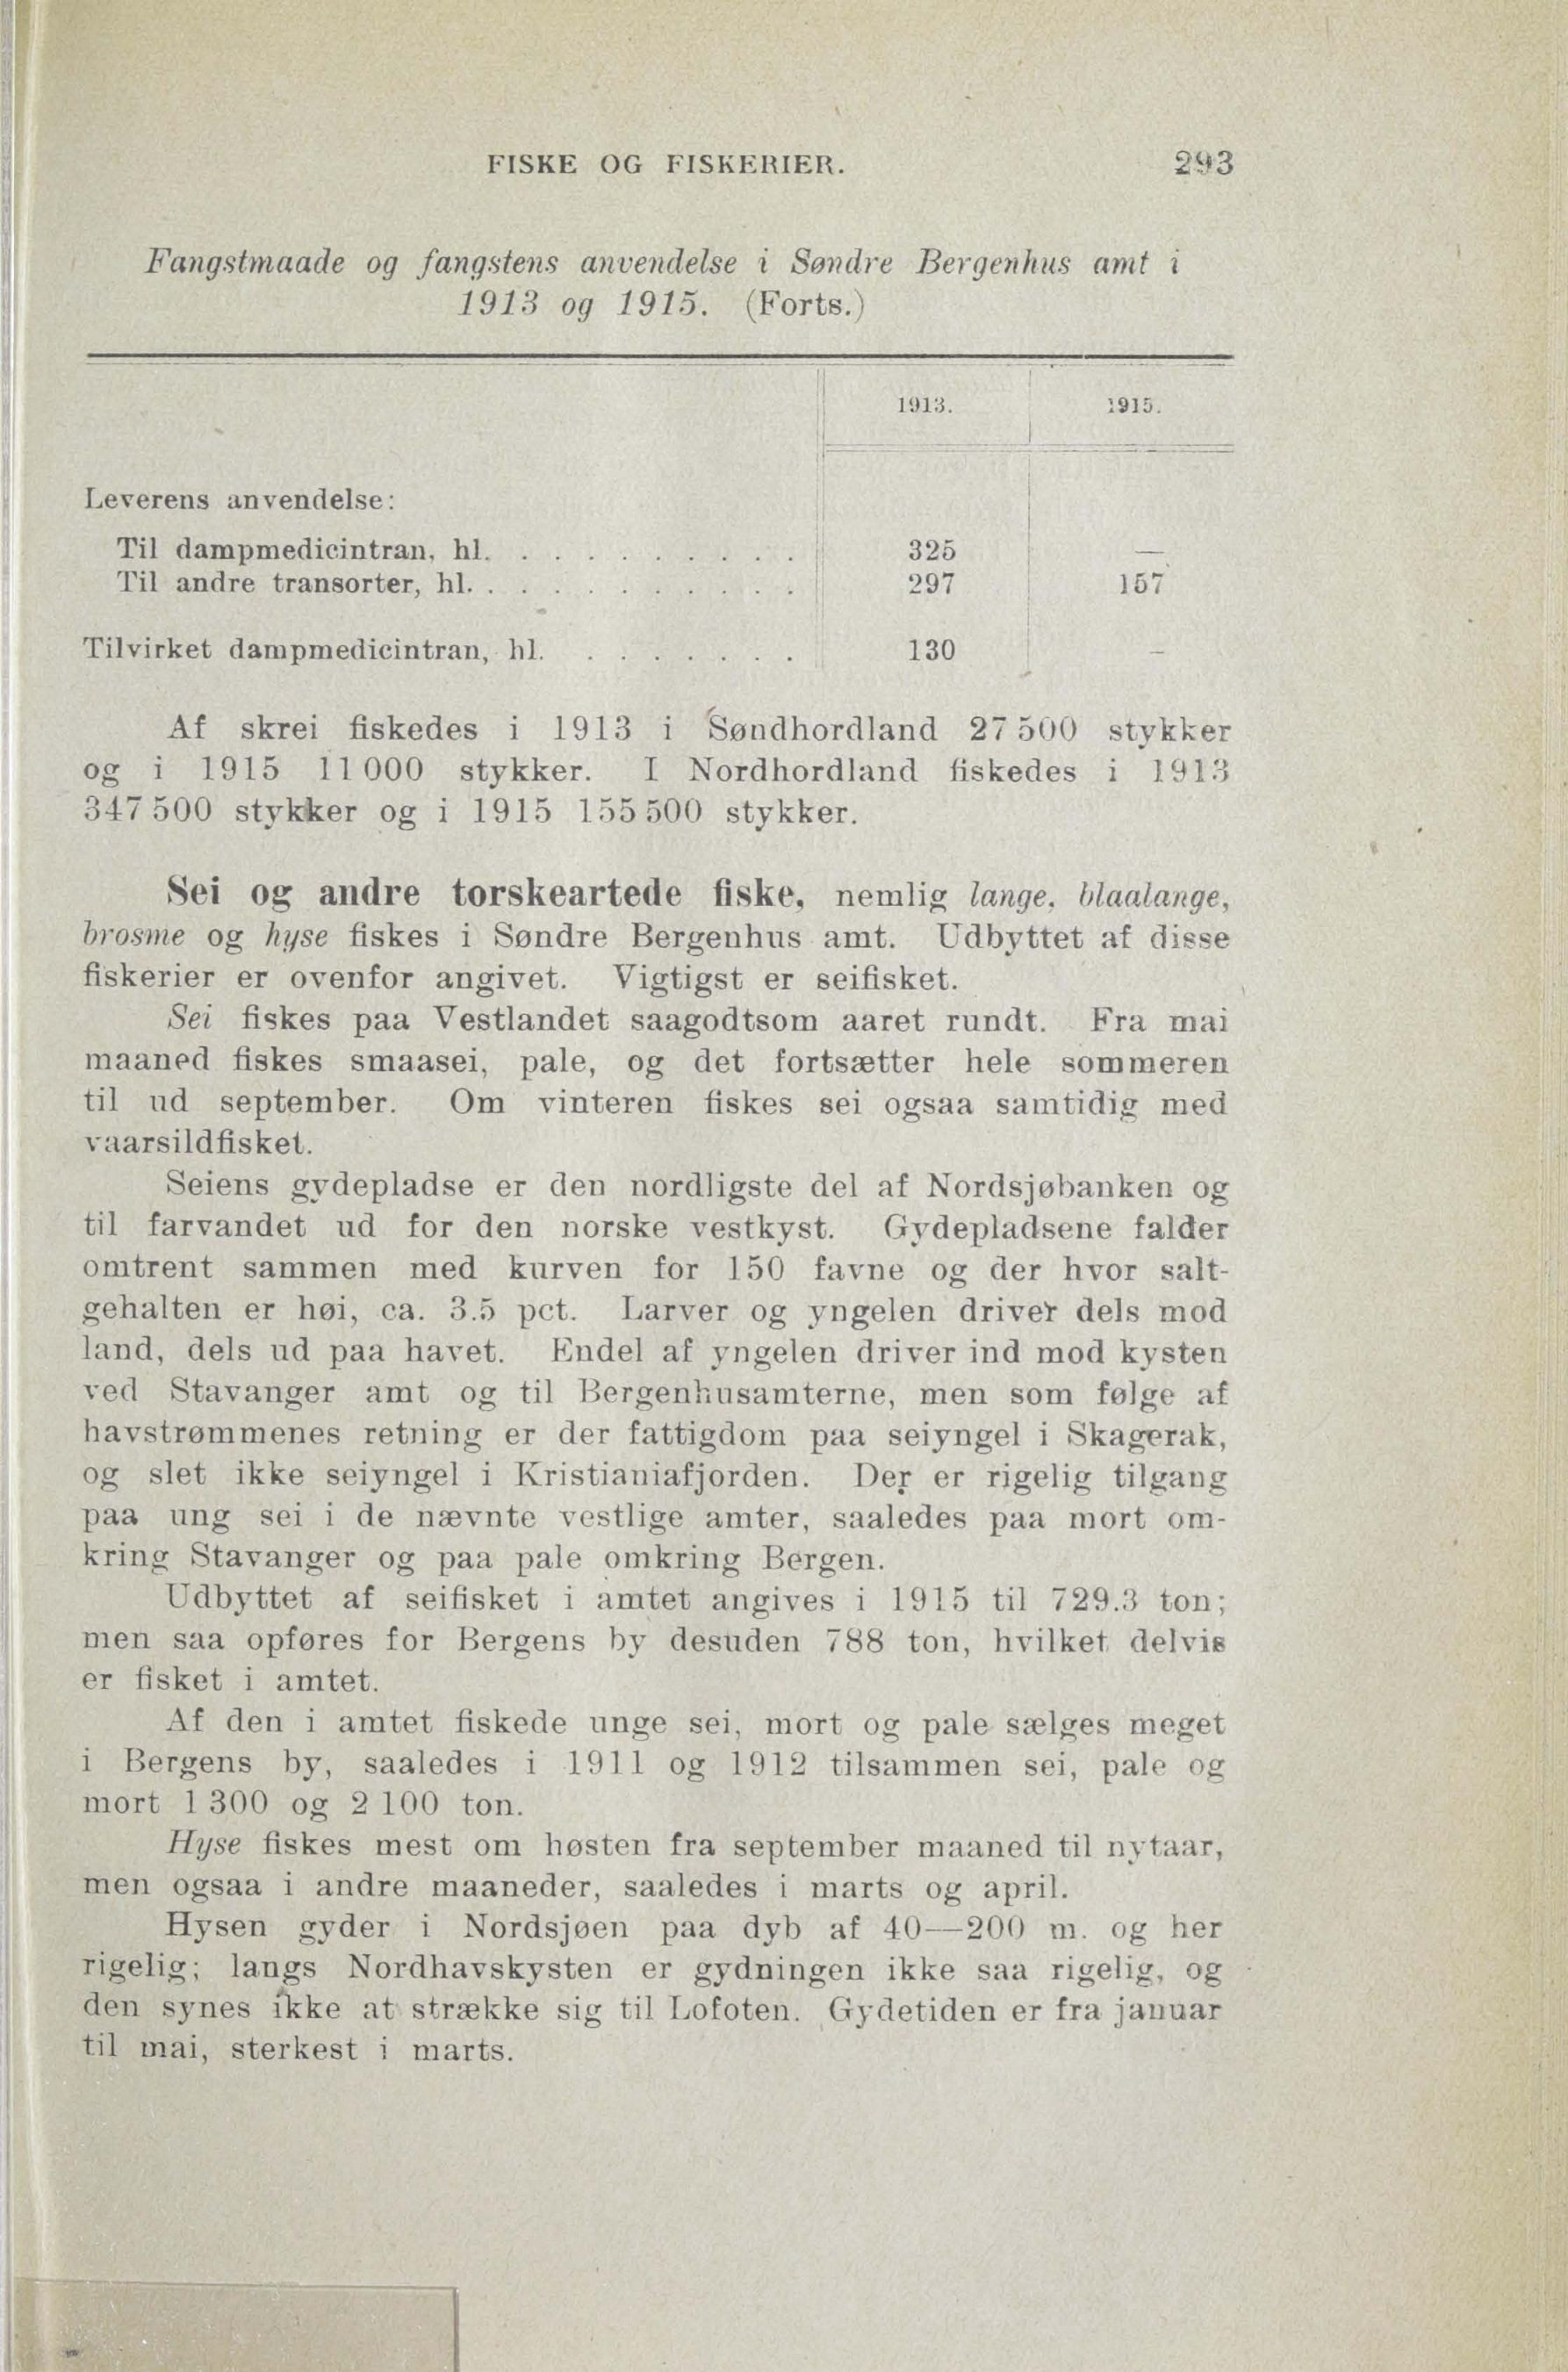 FISKE OG FISKERIER. 293
Fangstmaade og fangstens anvendelse i Søndre Bergenhus amt i
1913 og 1915. (Forts.)
1913. 1915.
Leverens anvendelse:
Til dampmedicintran, hl. . . . . . . . . . . 325 —
Til andre transorter, hl. . . . . . . . . . . 297 157
Tilvirket dampmedicintran, hl. . . . . . . . 130 -
Af skrei fiskedes i 1913 i Søndhordland 27 500 stykker
og i 1915 11 000 stykker. I Nordhordland fiskedes i 1913
347 500 stykker og i 1915 155 500 stykker.
Sei og andre torskeartede fiske, nemlig lange, blaalange,
brosme og hyse fiskes i Søndre Bergenhus amt. Udbyttet af disse
fiskerier er ovenfor angivet. Vigtigst er seifisket.
Sei fiskes paa Vestlandet saagodtsom aaret rundt. Fra mai
maaned fiskes smaasei, pale, og det fortsætter hele sommeren
til ud september. Om vinteren fiskes sei ogsaa samtidig med
vaarsildfisket.
Seiens gydepladse er den nordligste del af Nordsjøbanken og
til farvandet ud for den norske vestkyst. Gydepladsene falder
omtrent sammen med kurven for 150 favne og der hvor salt-
gehalten er høi, ca. 3.5 pct. Larver og yngelen driver dels mod
land, dels ud paa havet. Endel af yngelen driver ind mod kysten
ved Stavanger amt og til Bergenhusamterne, men som følge af
havstrømmenes retning er der fattigdom paa seiyngel i Skagerak,
og slet ikke seiyngel i Kristianiafjorden. Der er rigelig tilgang
paa ung sei i de nævnte vestlige amter, saaledes paa mort om-
kring Stavanger og paa pale omkring Bergen.
Udbyttet af seifisket i amtet angives i 1915 til 729.3 ton;
men saa opføres for Bergens by desuden 788 ton, hvilket delvis
er fisket i amtet.
Af den i amtet fiskede unge sei, mort og pale sælges meget
i Bergens by, saaledes i 1911 og 1912 tilsammen sei, pale og
mort 1 300 og 2 100 ton.
Hyse fiskes mest om høsten fra september maaned til nytaar,
men ogsaa i andre maaneder, saaledes i marts og april.
Hysen gyder i Nordsjøen paa dyb af 40—200 m. og her
rigelig; langs Nordhavskysten er gydningen ikke saa rigelig, og
den synes ikke at strække sig til Lofoten. Gydetiden er fra januar
til mai, sterkest i marts.